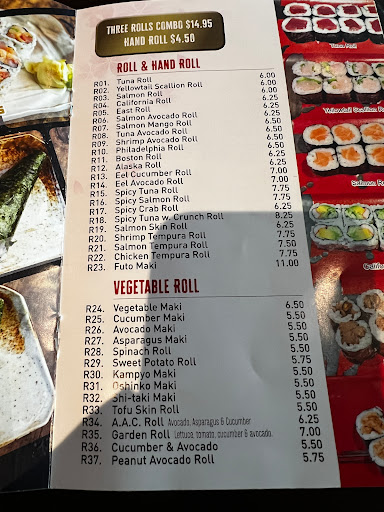 THREE ROLLS COMBO $14.95
HAND ROLL $4.50
ROLL & HAND ROLL
R01. Tuna Roll 6.00
R02. Yellowtail Scallion Roll 6.00
R03. Salmon Roll 6.00
R04. California Roll 6.25
R05. East Roll 6.25
R06. Salmon Avocado Roll 6.25
R07. Salmon Mango Roll 6.50
R08. Tuna Avocado Roll 6.50
R09. Shrimp Avocado Roll 6.25
R10. Philadelphia Roll 6.25
R11. Boston Roll 6.25
R12. Alaska Roll 6.25
R13. Eel Cucumber Roll 7.00
R14. Eel Avocado Roll 7.00
R15. Spicy Tuna Roll 7.75
R16. Spicy Salmon Roll 7.75
R17. Spicy Crab Roll 6.25
R18. Spicy Tuna w. Crunch Roll 8.25
R19. Salmon Skin Roll 6.25
R20. Shrimp Tempura Roll 7.75
R21. Salmon Tempura Roll 7.50
R22. Chicken Tempura Roll 7.75
R23. Futo Maki 11.00
VEGETABLE ROLL
R24. Vegetable Maki 6.50
R25. Cucumber Maki 5.50
R26. Avocado Maki 5.50
R27. Asparagus Maki 5.50
R28. Spinach Roll 5.50
R29. Sweet Potato Roll 5.75
R30. Kampyo Maki 5.50
R31. Oshinko Maki 5.50
R32. Shi-taki Maki 5.50
R33. Tofu Skin Roll 5.50
R34. A.A.C. Roll Avocado, Asparagus & Cucumber 6.25
R35. Garden Roll Lettuce, tomato, cucumber & avocado. 7.00
R36. Cucumber & Avocado 5.50
R37. Peanut Avocado Roll 5.75
Tuna Roll
Yellowtail Scallion Roll
Salmon Ro